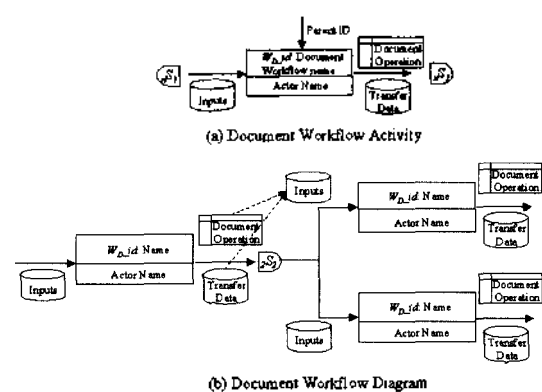 Parent ID
W_D_id: Document
Workflow name
Actor Name
Document
Operation
Inputs
Transfer
Data
(a) Document Workflow Activity
Inputs
W_D_id: Name
Actor Name
Document
Operation
Transfer
Data
₂S₂
Inputs
Inputs
W_D_id: Name
Actor Name
Document
Operation
Transfer
Data
W_D_id: Name
Actor Name
Document
Operation
Transfer
Data
(b) Document Workflow Diagram